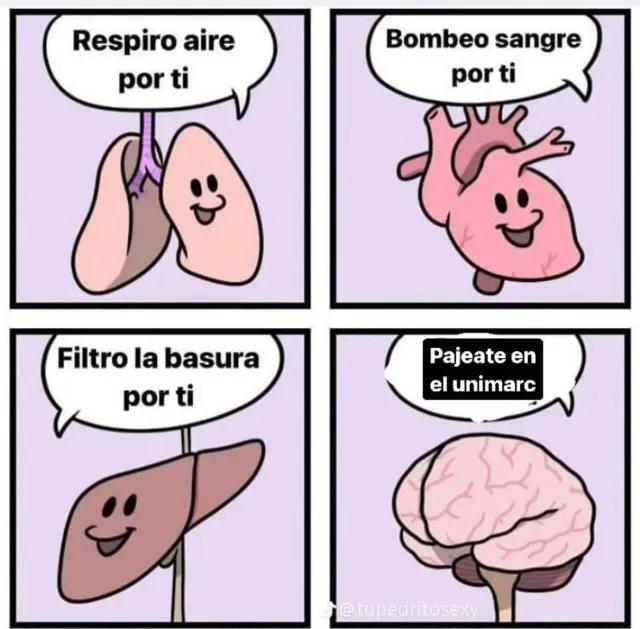 Respiro aire
por ti
Bombeo sangre
por ti
Filtro la basura
por ti
Pajeate en
el unimarc
@tupedritosexy